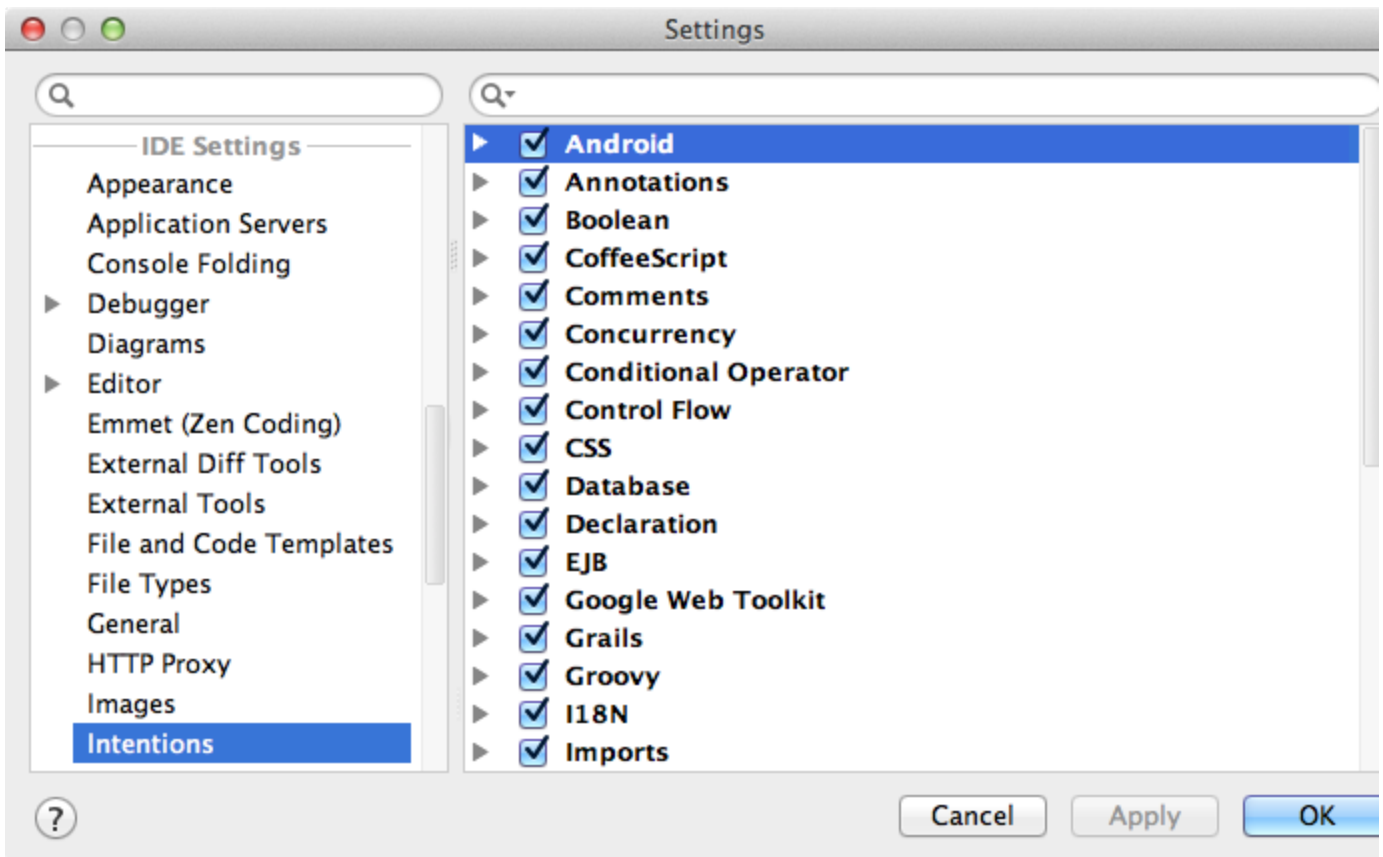 Settings
IDE Settings
Appearance
Application Servers
Console Folding
Debugger
Diagrams
Editor
Emmet (Zen Coding)
External Diff Tools
External Tools
File and Code Templates
File Types
General
HTTP Proxy
Images
Intentions
Android
Annotations
Boolean
CoffeeScript
Comments
Concurrency
Conditional Operator
Control Flow
CSS
Database
Declaration
EJB
Google Web Toolkit
Grails
Groovy
I18N
Imports
?
Cancel
Apply
OK